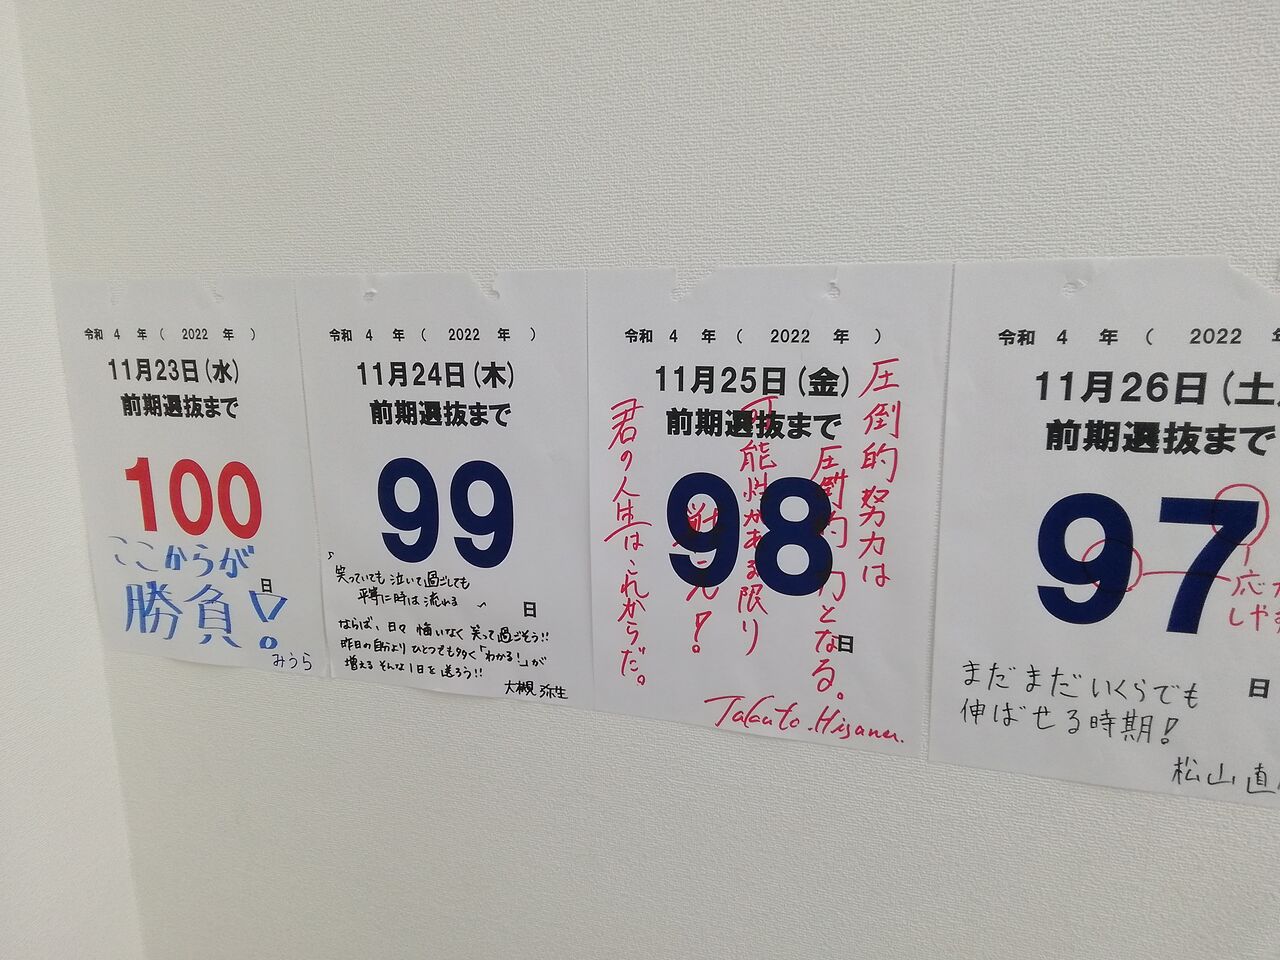 令和 4 年 ( 2022 年 )
11月23日(水)
前期選抜まで
100
日
ここからが
勝負!
みうら
令和 4 年 ( 2022 年 )
11月24日(木)
前期選抜まで
99
日
笑っていても 泣いて過ごしても
平等に時は流れる
ならば、日々 悔いなく 笑って過ごそう!!
昨日の自分より ひとつでも多く「わかる!」が
増える そんな1日を 送ろう!!
大槻 弥生
令和 4 年 ( 2022 年 )
11月25日(金)
前期選抜まで
98
日
圧倒的努力は
圧倒的 力となる。
可能性がある限り
君の人生はこれからだ。
令和 4 年 ( 2022 年
11月26日(土
前期選抜まで
97
日
応
しや
まだまだいくらでも
伸ばせる時期!
松山 直